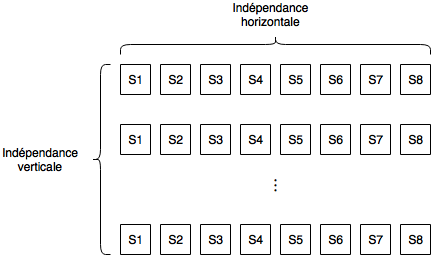 Indépendance
horizontale
S1 S2 S3 S4 S5 S6 S7 S8
S1 S2 S3 S4 S5 S6 S7 S8
Indépendance
verticale
⋮
S1 S2 S3 S4 S5 S6 S7 S8